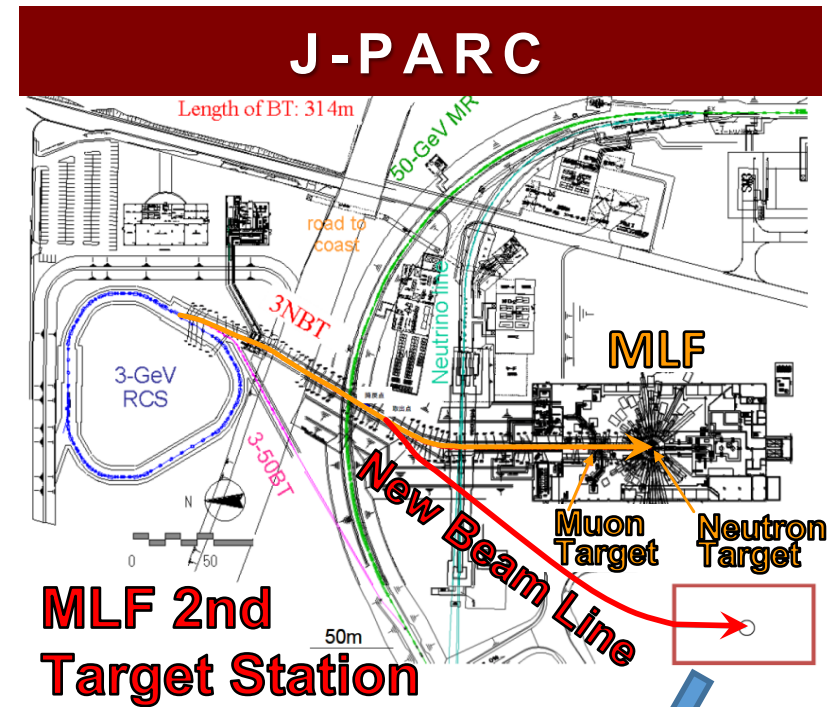 J-PARC
Length of BT: 314m
50-GeV MR
road to
coast
Neutrino line
3NBT
MLF
3-GeV
RCS
3-50BT
N
New Beam Line
Muon
Target
Neutron
Target
0
50
MLF 2nd
Target Station
50m